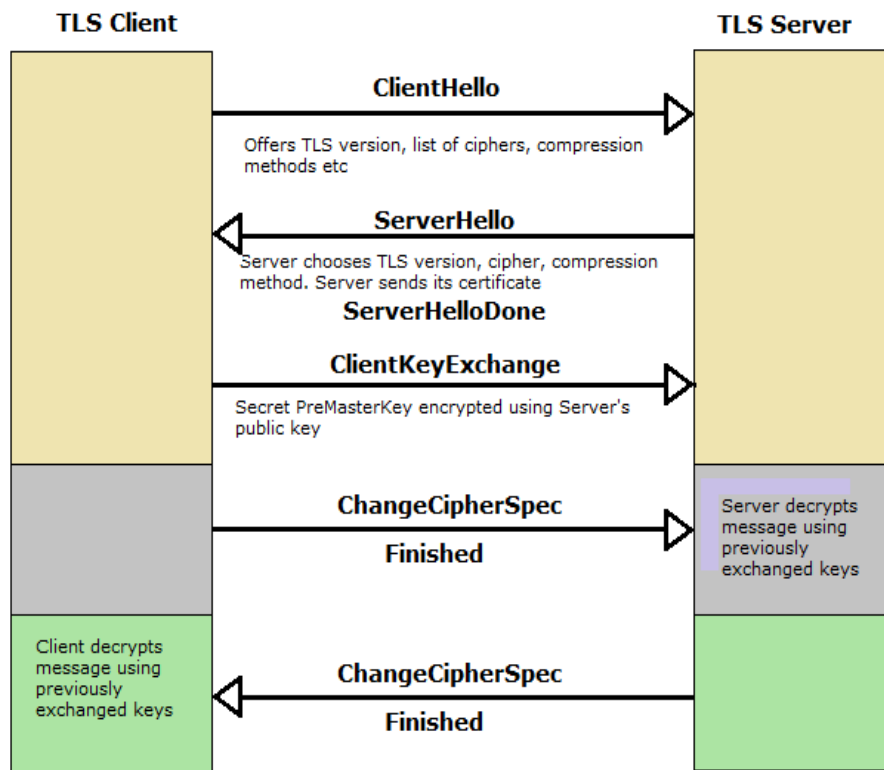 TLS Client
TLS Server
ClientHello
Offers TLS version, list of ciphers, compression
methods etc
ServerHello
Server chooses TLS version, cipher, compression
method. Server sends its certificate
ServerHelloDone
ClientKeyExchange
Secret PreMasterKey encrypted using Server's
public key
ChangeCipherSpec
Finished
Server decrypts
message using
previously
exchanged keys
Client decrypts
message using
previously
exchanged keys
ChangeCipherSpec
Finished